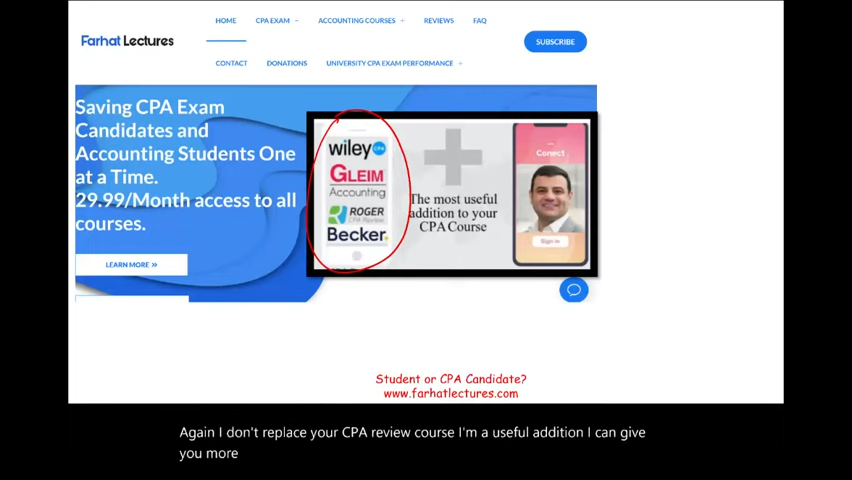 HOME
CPA EXAM
ACCOUNTING COURSES
REVIEWS
FAQ
Farhat Lectures
SUBSCRIBE
CONTACT
DONATIONS
UNIVERSITY CPA EXAM PERFORMANCE
Saving CPA Exam
Candidates and
Accounting Students One
at a Time.
29.99/Month access to all
courses.
LEARN MORE »
wiley CPA
GLEIM
Accounting
ROGER
CPA Review
Becker.
The most useful
addition to your
CPA Course
Connect
Sign in
Student or CPA Candidate?
www.farhatlectures.com
Again I don't replace your CPA review course I'm a useful addition I can give
you more